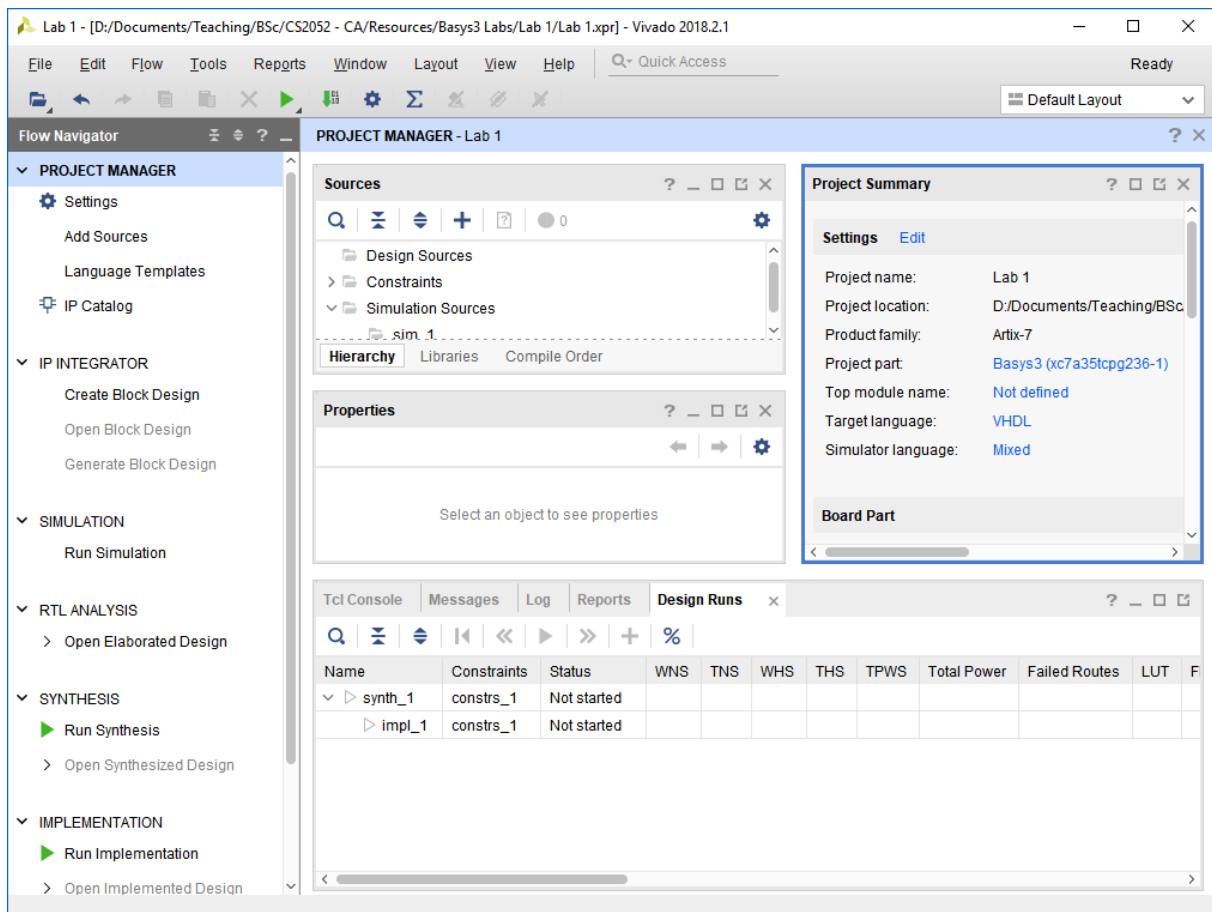 Lab 1 - [D:/Documents/Teaching/BSc/CS2052 - CA/Resources/Basys3 Labs/Lab 1/Lab 1.xpr] - Vivado 2018.2.1
File Edit Flow Tools Reports Window Layout View Help Quick Access Ready
Default Layout
Flow Navigator
PROJECT MANAGER
Settings
Add Sources
Language Templates
IP Catalog
IP INTEGRATOR
Create Block Design
Open Block Design
Generate Block Design
SIMULATION
Run Simulation
RTL ANALYSIS
Open Elaborated Design
SYNTHESIS
Run Synthesis
Open Synthesized Design
IMPLEMENTATION
Run Implementation
Open Implemented Design
PROJECT MANAGER - Lab 1
Sources
0
Design Sources
Constraints
Simulation Sources
sim_1
Hierarchy Libraries Compile Order
Properties
Select an object to see properties
Project Summary
Settings Edit
Project name: Lab 1
Project location: D:/Documents/Teaching/BSc
Product family: Artix-7
Project part: Basys3 (xc7a35tcpg236-1)
Top module name: Not defined
Target language: VHDL
Simulator language: Mixed
Board Part
Tcl Console Messages Log Reports Design Runs
Name Constraints Status WNS TNS WHS THS TPWS Total Power Failed Routes LUT
synth_1 constrs_1 Not started
impl_1 constrs_1 Not started